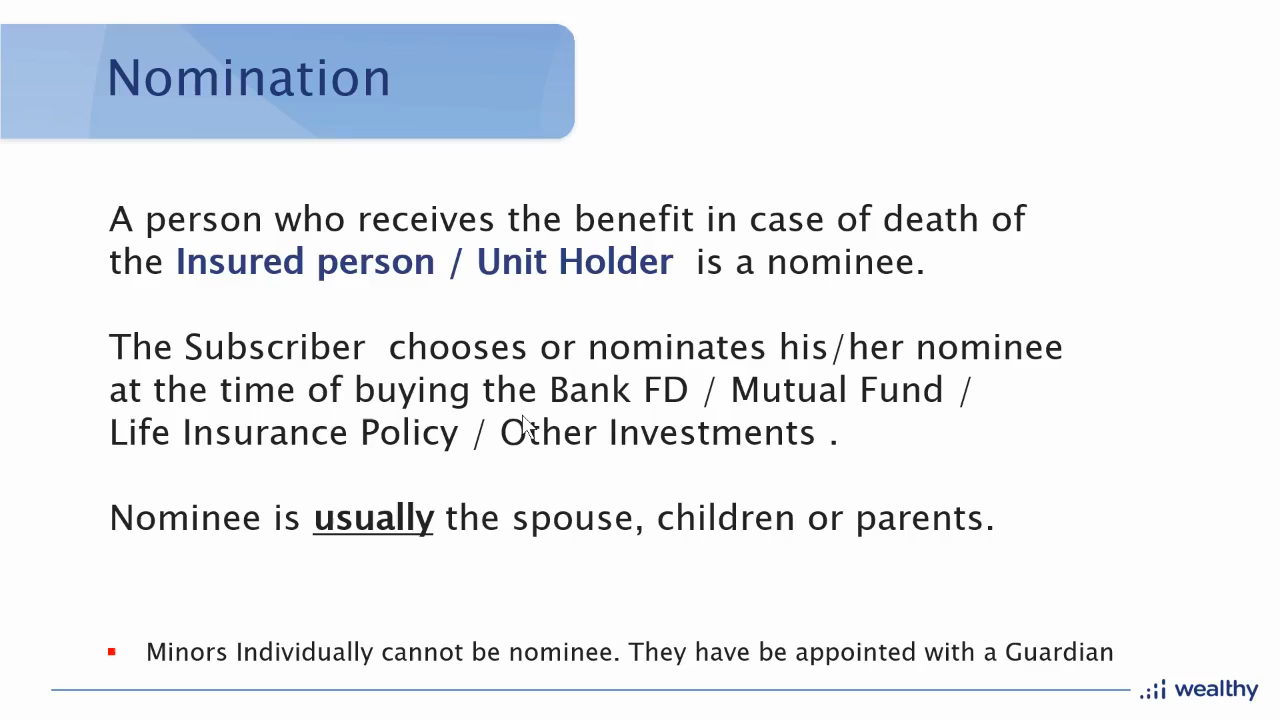 Nomination
A person who receives the benefit in case of death of
the Insured person / Unit Holder is a nominee.
The Subscriber chooses or nominates his/her nominee
at the time of buying the Bank FD / Mutual Fund /
Life Insurance Policy / Other Investments .
Nominee is usually the spouse, children or parents.
▪ Minors Individually cannot be nominee. They have be appointed with a Guardian
wealthy